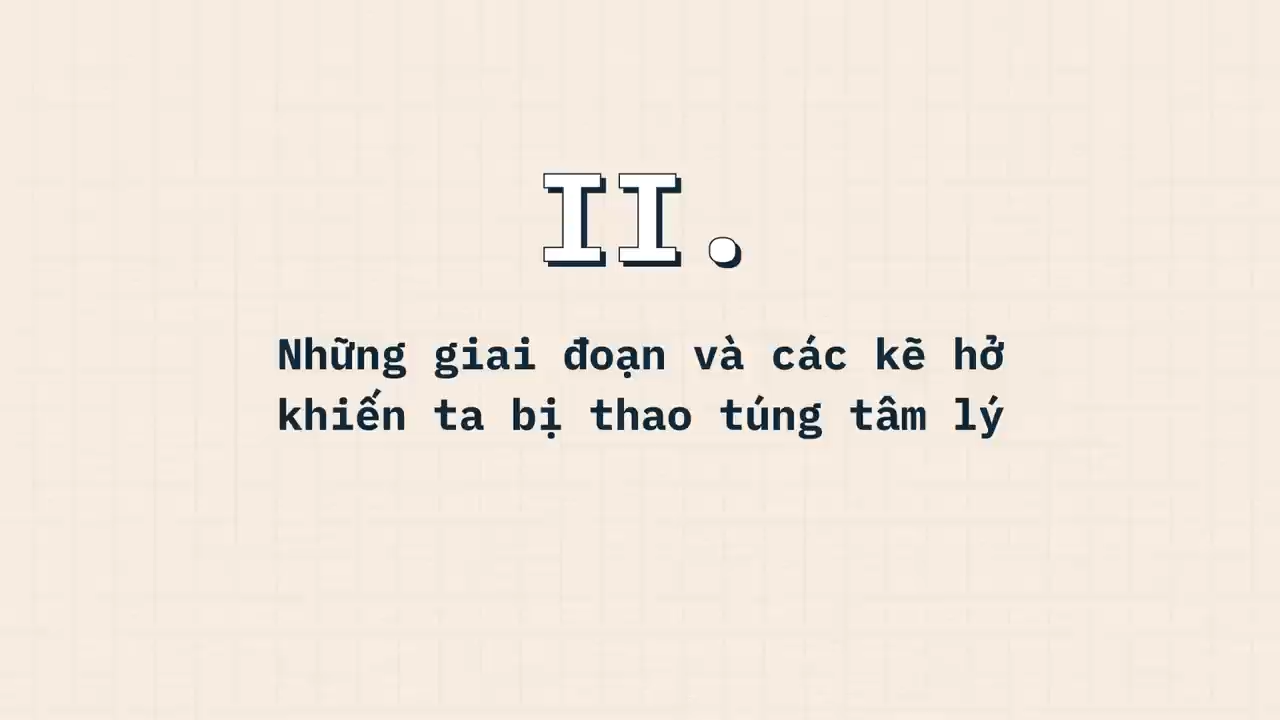 II.
Những giai đoạn và các kẽ hở
khiến ta bị thao túng tâm lý